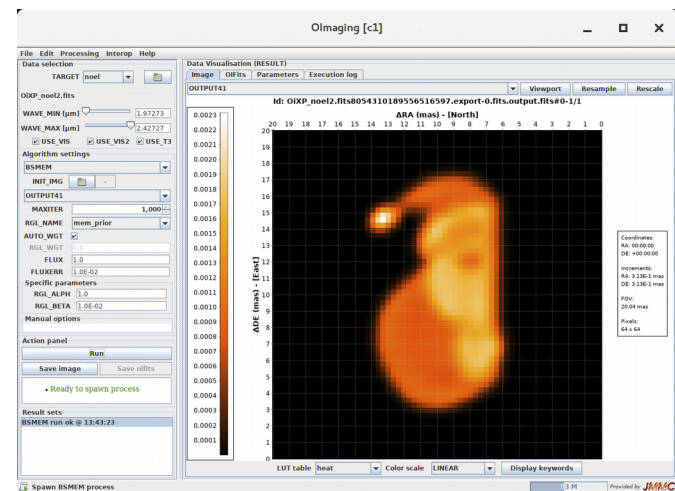 OImaging [c1]
File Edit Processing Interop Help
Data selection
TARGET noel
OiXP_noel2.fits
WAVE_MIN [µm] 1.97273
WAVE_MAX [µm] 2.42727
USE_VIS USE_VIS2 USE_T3
Algorithm settings
BSMEM
INIT_IMG -
OUTPUT41
MAXITER 1,000
RGL_NAME mem_prior
AUTO_WGT
RGL_WGT 0.0
FLUX 1.0
FLUXERR 1.0E-02
Specific parameters
RGL_ALPH 1.0
RGL_BETA 1.0E-02
Manual options
Action panel
Run
Save image Save oifits
• Ready to spawn process
Result sets
BSMEM run ok @ 13:43:23
Spawn BSMEM process
Data Visualisation (RESULT)
Image OIFits Parameters Execution log
OUTPUT41 Viewport Resample Rescale
Id: OiXP_noel2.fits8054310189556516597.export-0.fits.output.fits#0-1/1
ΔRA (mas) - [North]
20 19 18 17 16 15 14 13 12 11 10 9 8 7 6 5 4 3 2 1 0
0.0023
0.0022
0.0021
0.0020
0.0019
0.0018
0.0017
0.0016
0.0015
0.0014
0.0013
0.0012
0.0011
0.0010
0.0009
0.0008
0.0007
0.0006
0.0005
0.0004
0.0003
0.0002
0.0001
ΔDE (mas) - [East]
20
19
18
17
16
15
14
13
12
11
10
9
8
7
6
5
4
3
2
1
0
Coordinates:
RA: 00:00:00
DE: +00:00:00
Increments:
RA: 3.13E-1 mas
DE: 3.13E-1 mas
FOV:
20.04 mas
Pixels:
64 x 64
LUT table heat Color scale LINEAR Display keywords
3 M Provided by JMMC